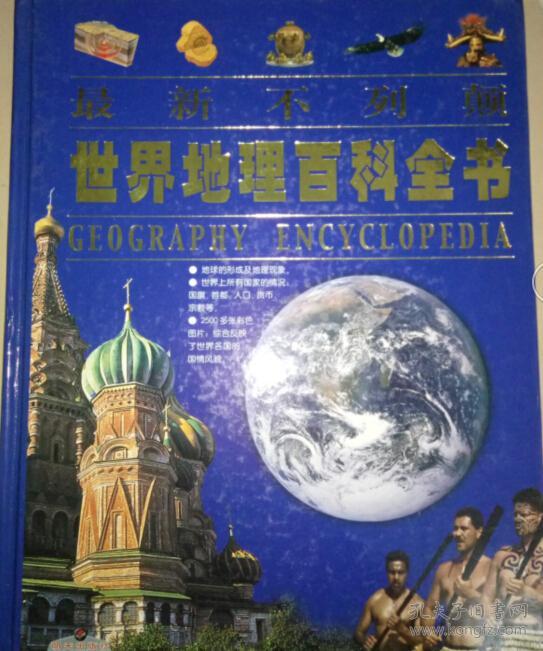 最新不列颠
世界地理百科全书
GEOGRAPHY ENCYCLOPEDIA
● 地球的形成及地理现象。
● 世界上所有国家的情况，
国旗、首都、人口、货币、
宗教等。
● 2500多张彩色
图片，综合反映
了世界各国的
国情风貌。
孔夫子旧书网
www.kongfz.com